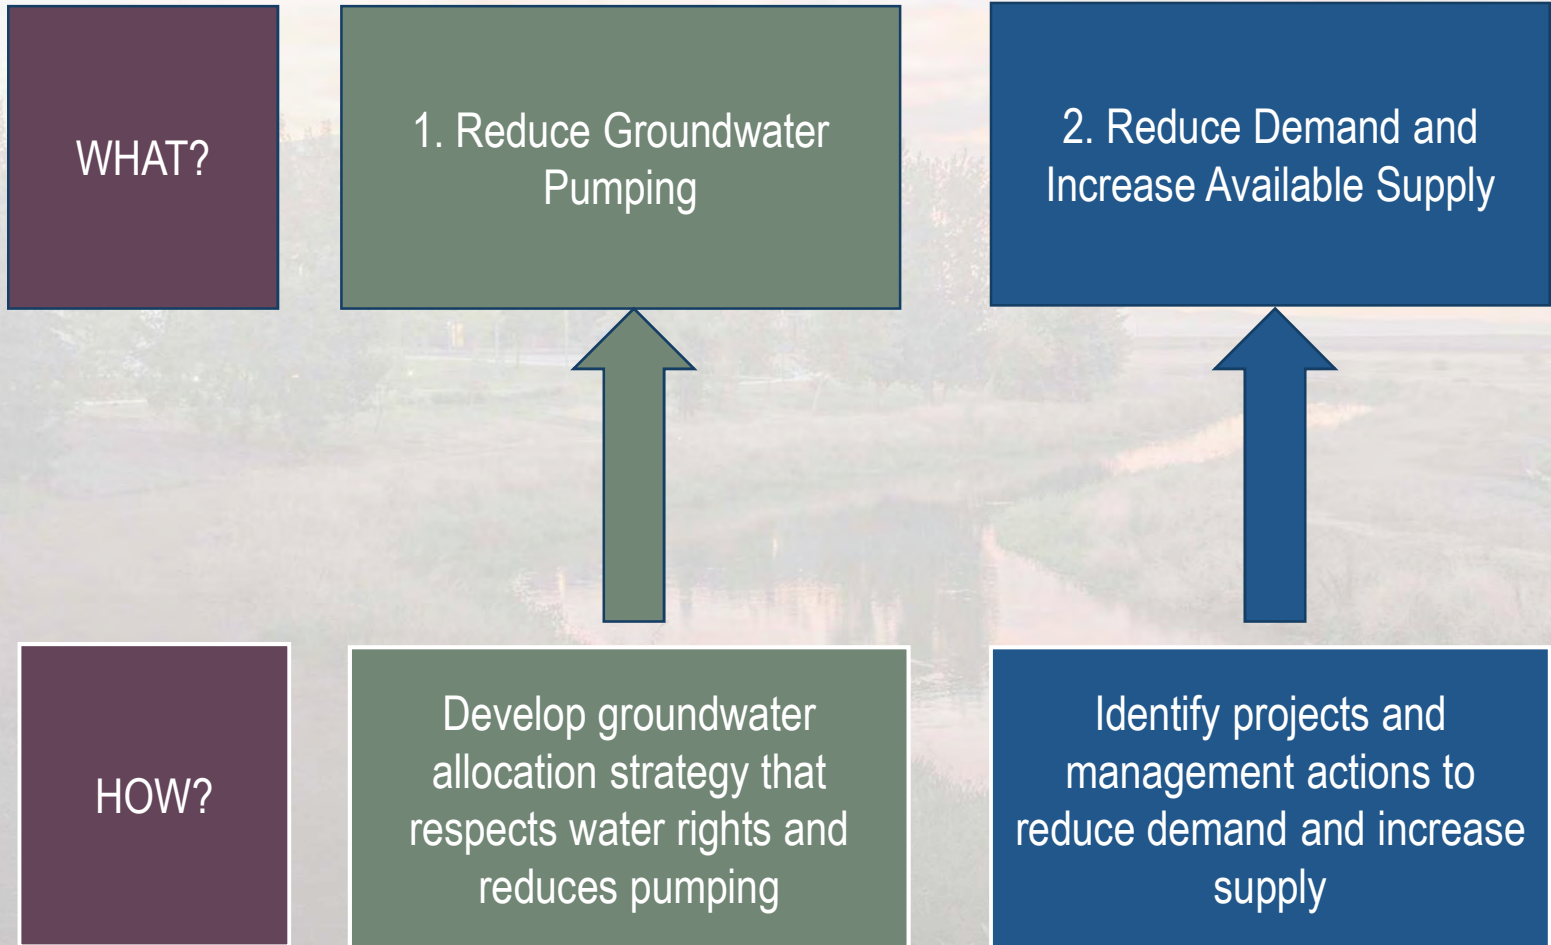 WHAT?
1. Reduce Groundwater
Pumping
2. Reduce Demand and
Increase Available Supply
HOW?
Develop groundwater
allocation strategy that
respects water rights and
reduces pumping
Identify projects and
management actions to
reduce demand and increase
supply